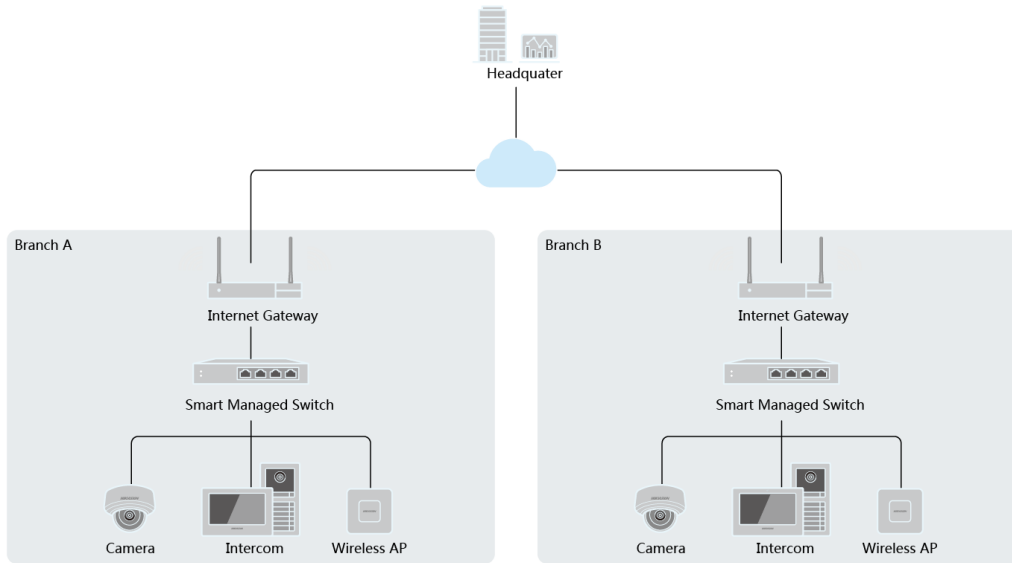 Headquater
Branch A
Internet Gateway
Smart Managed Switch
Camera
Intercom
Wireless AP
Branch B
Internet Gateway
Smart Managed Switch
Camera
Intercom
Wireless AP